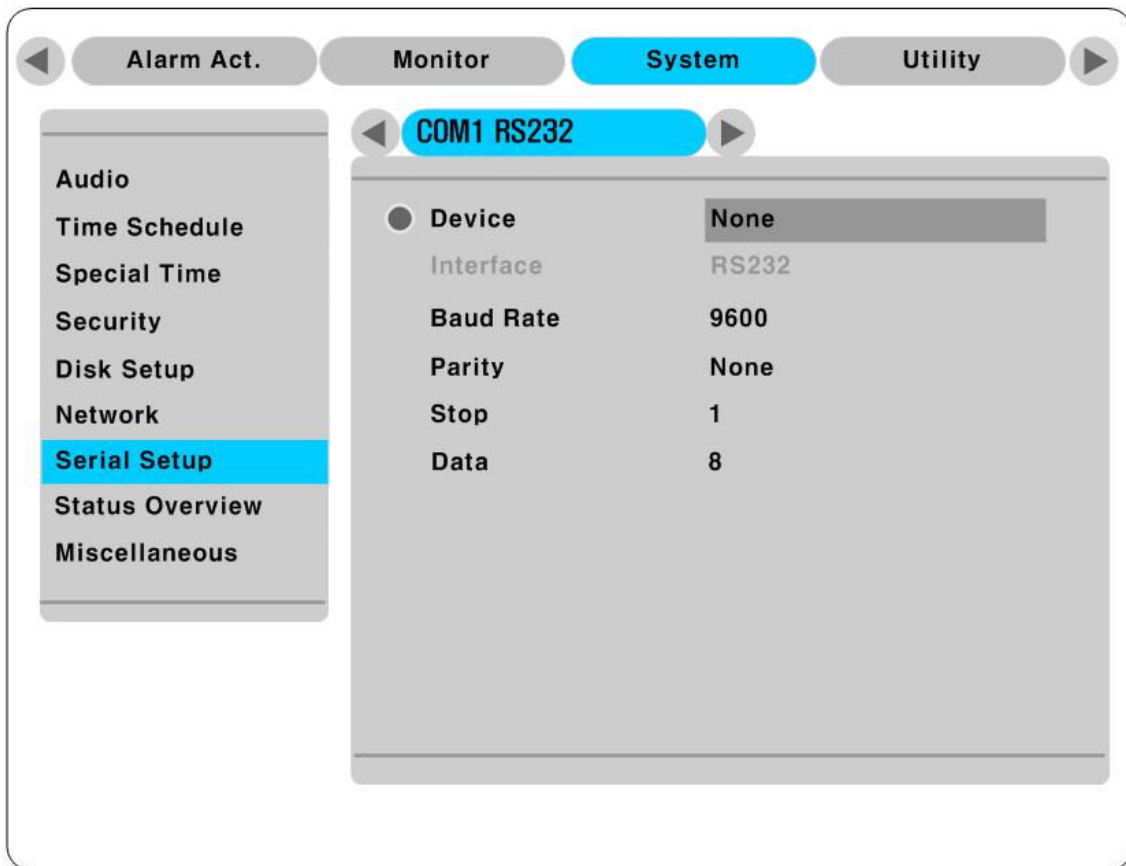 Alarm Act. Monitor System Utility
COM1 RS232
Audio
Time Schedule
Special Time
Security
Disk Setup
Network
Serial Setup
Status Overview
Miscellaneous
Device None
Interface RS232
Baud Rate 9600
Parity None
Stop 1
Data 8